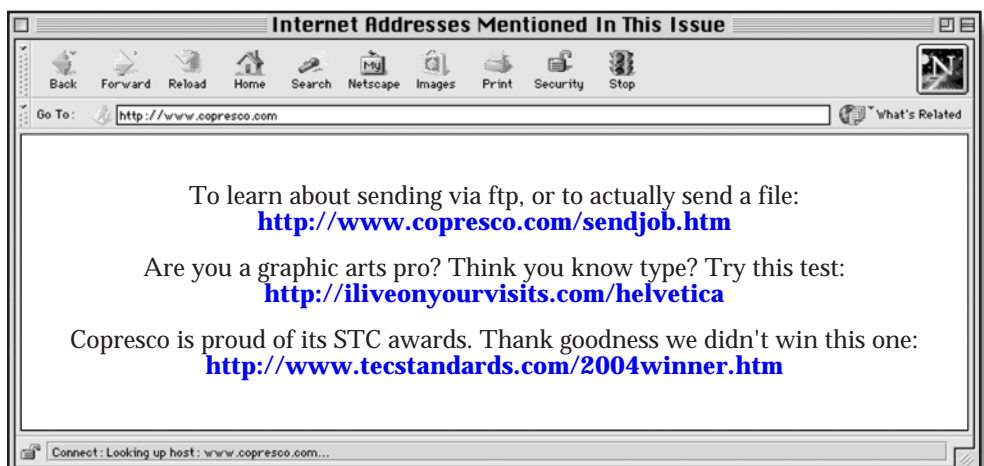 Internet Addresses Mentioned In This Issue
Back Forward Reload Home Search Netscape Images Print Security Stop
My
N
Go To: http://www.copresco.com What's Related
To learn about sending via ftp, or to actually send a file:
http://www.copresco.com/sendjob.htm
Are you a graphic arts pro? Think you know type? Try this test:
http://iliveonyourvisits.com/helvetica
Copresco is proud of its STC awards. Thank goodness we didn't win this one:
http://www.tecstandards.com/2004winner.htm
Connect: Looking up host: www.copresco.com...